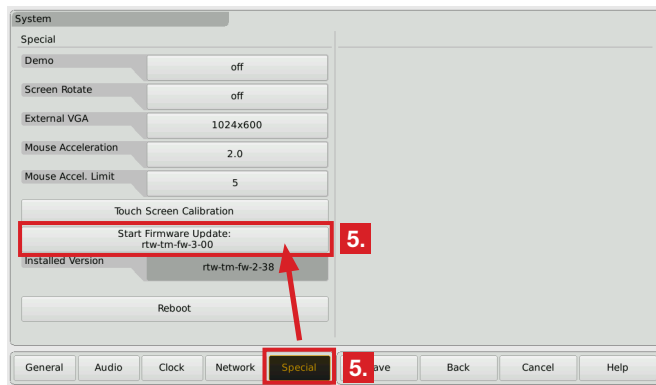 System
Special
Demo
off
Screen Rotate
off
External VGA
1024x600
Mouse Acceleration
2.0
Mouse Accel. Limit
5
Touch Screen Calibration
Start Firmware Update:
rtw-tm-fw-3-00
5.
Installed Version
rtw-tm-fw-2-38
Reboot
General Audio Clock Network Special 5. Back Cancel Help